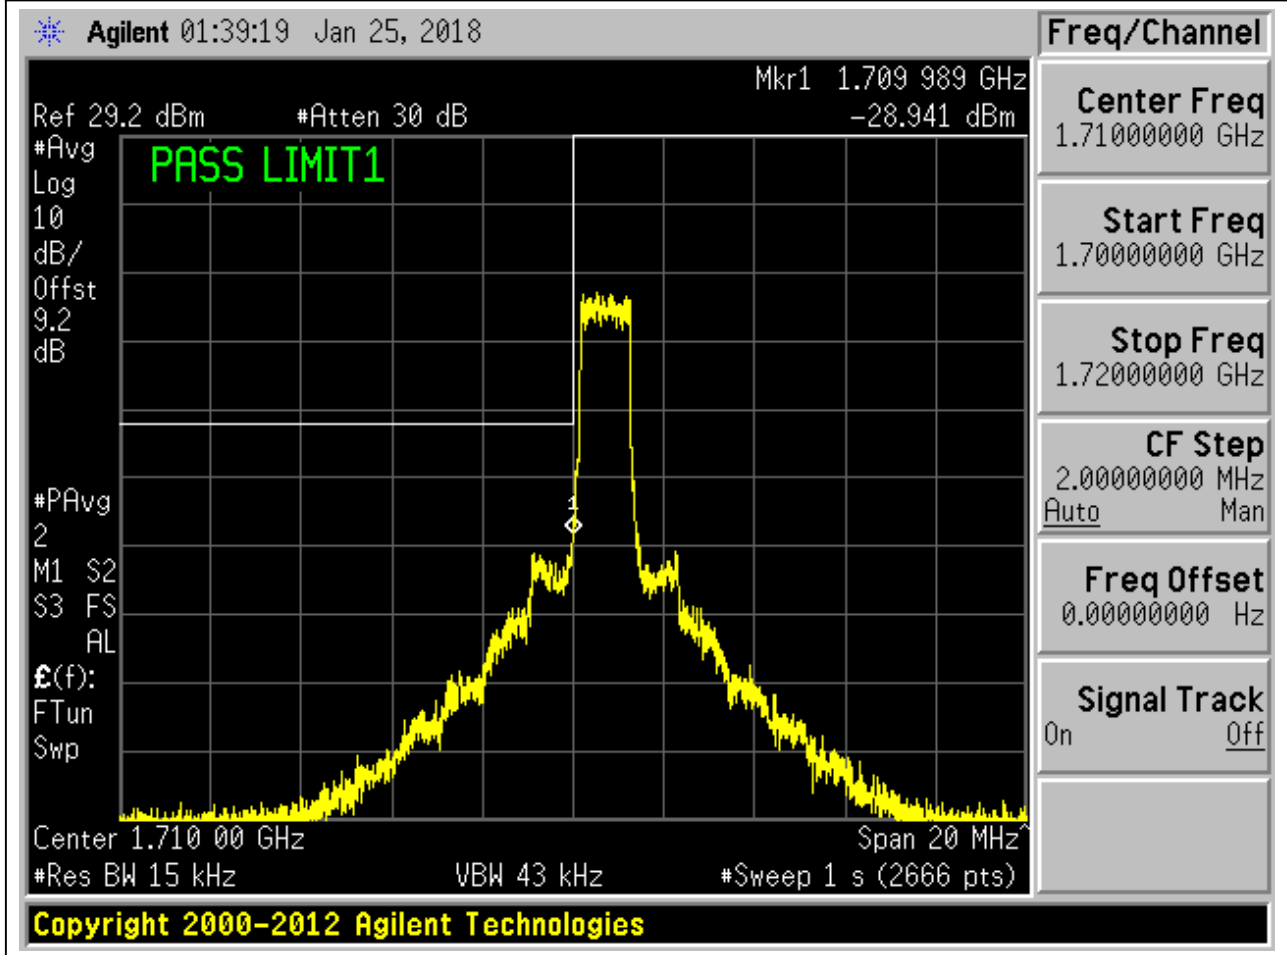 Agilent 01:39:19 Jan 25, 2018
Mkr1 1.709 989 GHz
Ref 29.2 dBm #Atten 30 dB -28.941 dBm
#Avg
Log
10
dB/
Offst
9.2
dB
PASS LIMIT1
1
#PAvg
2
M1 S2
S3 FS
AL
£(f):
FTun
Swp
Center 1.710 00 GHz Span 20 MHz^
#Res BW 15 kHz VBW 43 kHz #Sweep 1 s (2666 pts)
Copyright 2000-2012 Agilent Technologies
Freq/Channel
Center Freq
1.71000000 GHz
Start Freq
1.70000000 GHz
Stop Freq
1.72000000 GHz
CF Step
2.00000000 MHz
Auto Man
Freq Offset
0.00000000 Hz
Signal Track
On Off